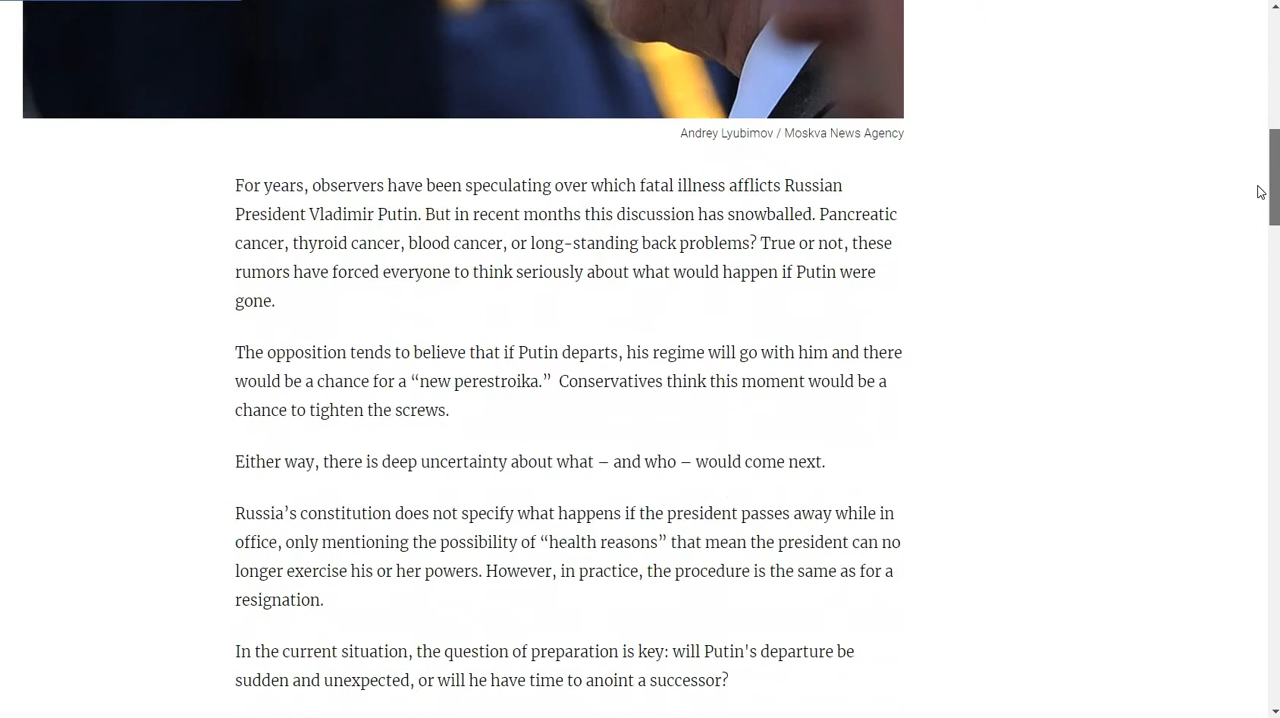 Andrey Lyubimov / Moskva News Agency
For years, observers have been speculating over which fatal illness afflicts Russian
President Vladimir Putin. But in recent months this discussion has snowballed. Pancreatic
cancer, thyroid cancer, blood cancer, or long-standing back problems? True or not, these
rumors have forced everyone to think seriously about what would happen if Putin were
gone.
The opposition tends to believe that if Putin departs, his regime will go with him and there
would be a chance for a “new perestroika.”  Conservatives think this moment would be a
chance to tighten the screws.
Either way, there is deep uncertainty about what – and who – would come next.
Russia’s constitution does not specify what happens if the president passes away while in
office, only mentioning the possibility of “health reasons” that mean the president can no
longer exercise his or her powers. However, in practice, the procedure is the same as for a
resignation.
In the current situation, the question of preparation is key: will Putin's departure be
sudden and unexpected, or will he have time to anoint a successor?